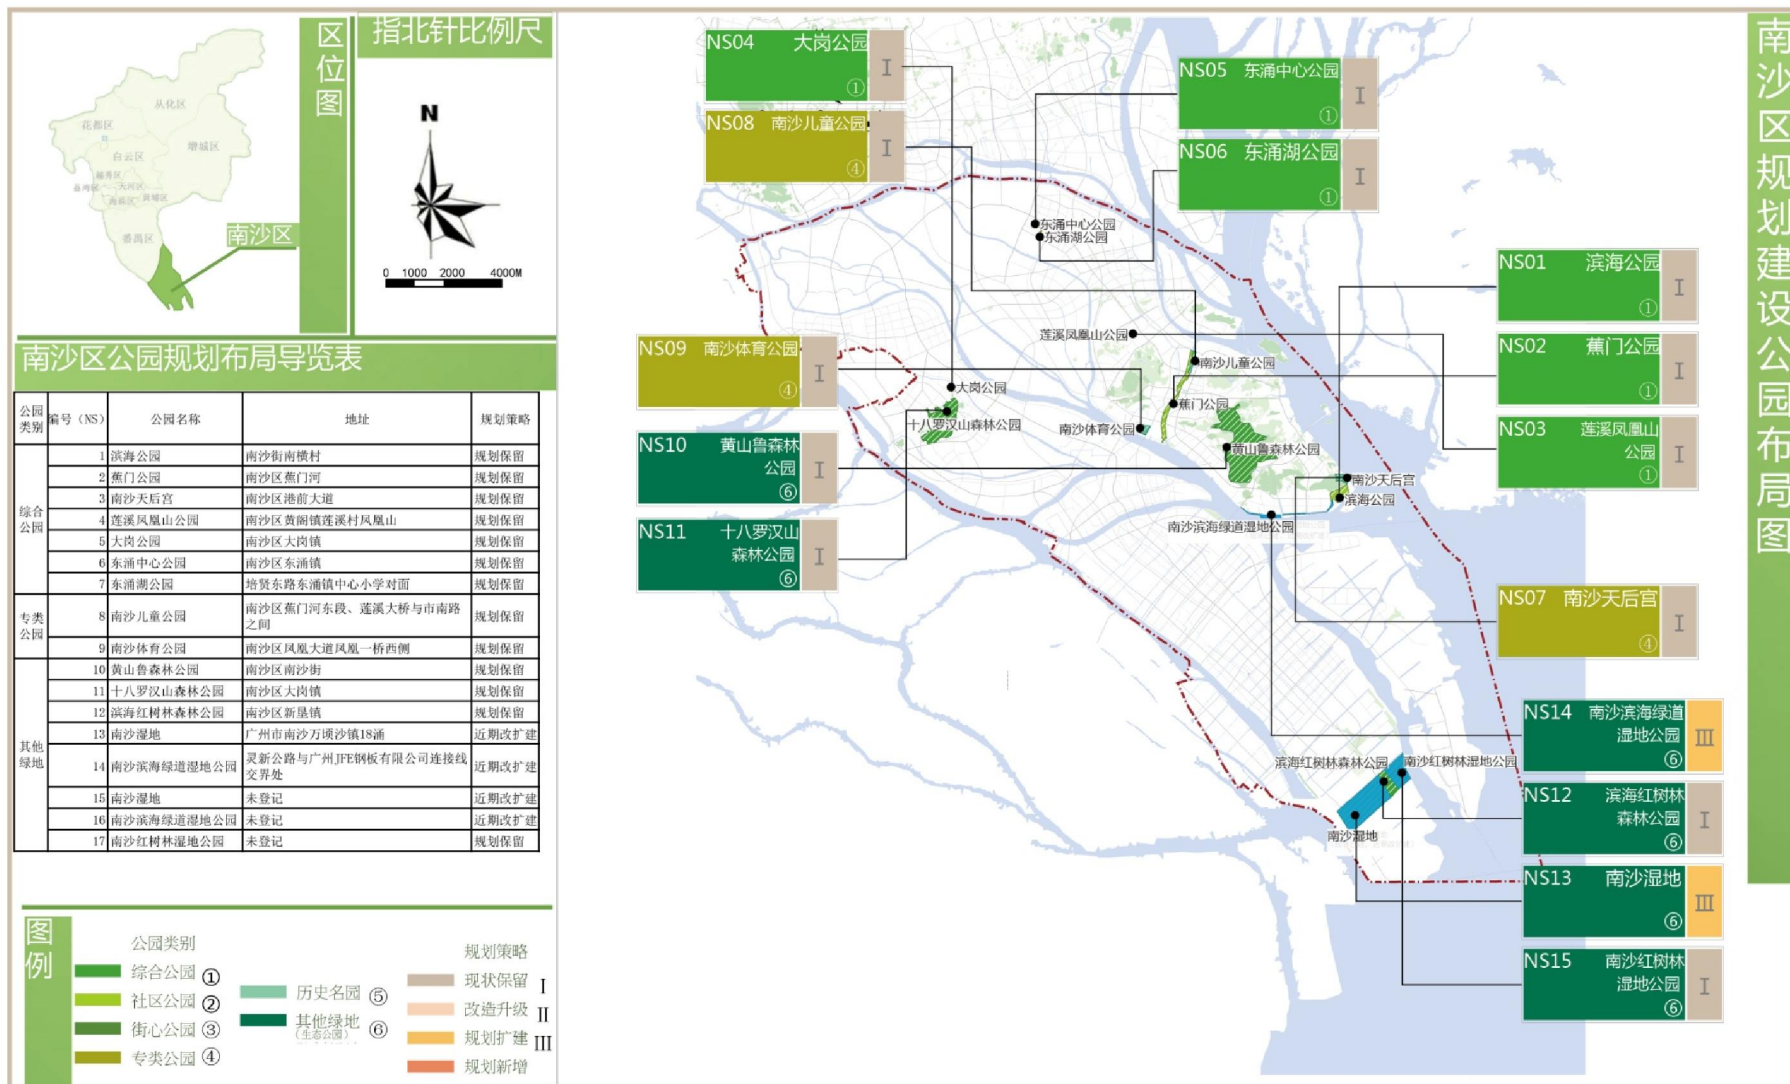 区位图
指北针比例尺
从化区
花都区
增城区
白云区
天河区
黄埔区
番禺区
南沙区
N
0 1000 2000 4000M
南沙区公园规划布局导览表
公园类别 编号（NS） 公园名称 地址 规划策略
综合公园
1 滨海公园 南沙街南横村 规划保留
2 蕉门公园 南沙区蕉门河 规划保留
3 南沙天后宫 南沙区港前大道 规划保留
4 莲溪凤凰山公园 南沙区黄阁镇莲溪村凤凰山 规划保留
5 大岗公园 南沙区大岗镇 规划保留
6 东涌中心公园 南沙区东涌镇 规划保留
7 东涌湖公园 培贤东路东涌镇中心小学对面 规划保留
专类公园
8 南沙儿童公园 南沙区蕉门河东段、莲溪大桥与市南路之间 规划保留
9 南沙体育公园 南沙区凤凰大道凤凰一桥西侧 规划保留
其他绿地
10 黄山鲁森林公园 南沙区南沙街 规划保留
11 十八罗汉山森林公园 南沙区大岗镇 规划保留
12 滨海红树林森林公园 南沙区新垦镇 规划保留
13 南沙湿地 广州市南沙万顷沙镇18涌 近期改扩建
14 南沙滨海绿道湿地公园 灵新公路与广州JFE钢板有限公司连接线交界处 近期改扩建
15 南沙湿地 未登记 近期改扩建
16 南沙滨海绿道湿地公园 未登记 近期改扩建
17 南沙红树林湿地公园 未登记 规划保留
图例
公园类别
综合公园 ①
社区公园 ②
街心公园 ③
专类公园 ④
历史名园 ⑤
其他绿地 ⑥
（生态公园）
规划策略
现状保留 I
改造升级 II
规划扩建 III
规划新增
NS04 大岗公园 I
①
NS08 南沙儿童公园 I
④
NS05 东涌中心公园 I
①
NS06 东涌湖公园 I
①
NS01 滨海公园 I
①
NS02 蕉门公园 I
①
NS03 莲溪凤凰山
公园 I
①
NS09 南沙体育公园 I
④
NS10 黄山鲁森林
公园 I
⑥
NS11 十八罗汉山
森林公园 I
⑥
NS07 南沙天后宫 I
④
NS14 南沙滨海绿道
湿地公园 III
⑥
NS12 滨海红树林
森林公园 I
⑥
NS13 南沙湿地 III
⑥
NS15 南沙红树林
湿地公园 I
⑥
东涌中心公园
东涌湖公园
莲溪凤凰山公园
南沙儿童公园
大岗公园
蕉门公园
十八罗汉山森林公园
南沙体育公园
黄山鲁森林公园
南沙天后宫
滨海公园
南沙滨海绿道湿地公园
滨海红树林森林公园
南沙红树林湿地公园
南沙湿地
南沙区规划建设公园布局图